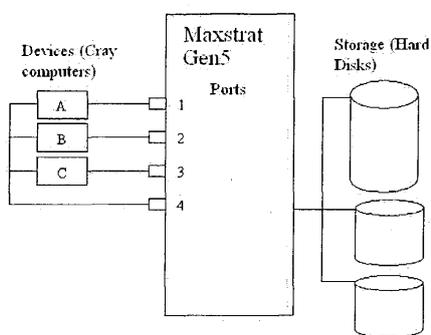 Devices (Cray
computers)
Maxstrat
Gen5
Ports
Storage (Hard
Disks)
A
1
B
2
C
3
4